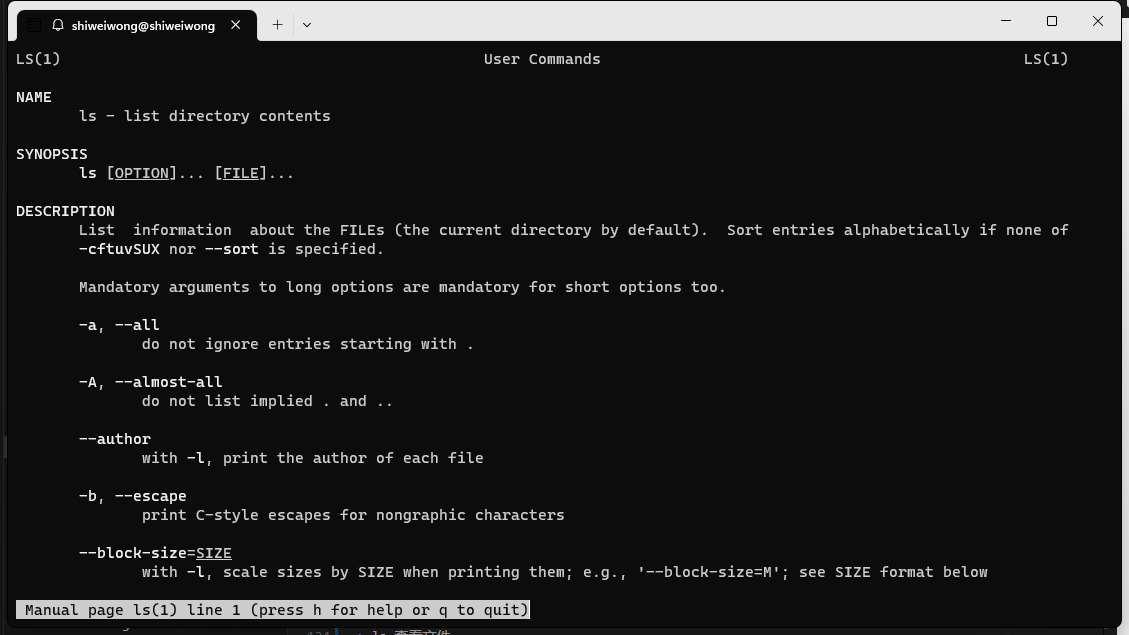 shiweiwong@shiweiwong
LS(1) User Commands LS(1)
NAME
ls - list directory contents
SYNOPSIS
ls [OPTION]... [FILE]...
DESCRIPTION
List  information  about the FILEs (the current directory by default).  Sort entries alphabetically if none of
-cftuvSUX nor --sort is specified.
Mandatory arguments to long options are mandatory for short options too.
-a, --all
do not ignore entries starting with .
-A, --almost-all
do not list implied . and ..
--author
with -l, print the author of each file
-b, --escape
print C-style escapes for nongraphic characters
--block-size=SIZE
with -l, scale sizes by SIZE when printing them; e.g., '--block-size=M'; see SIZE format below
Manual page ls(1) line 1 (press h for help or q to quit)